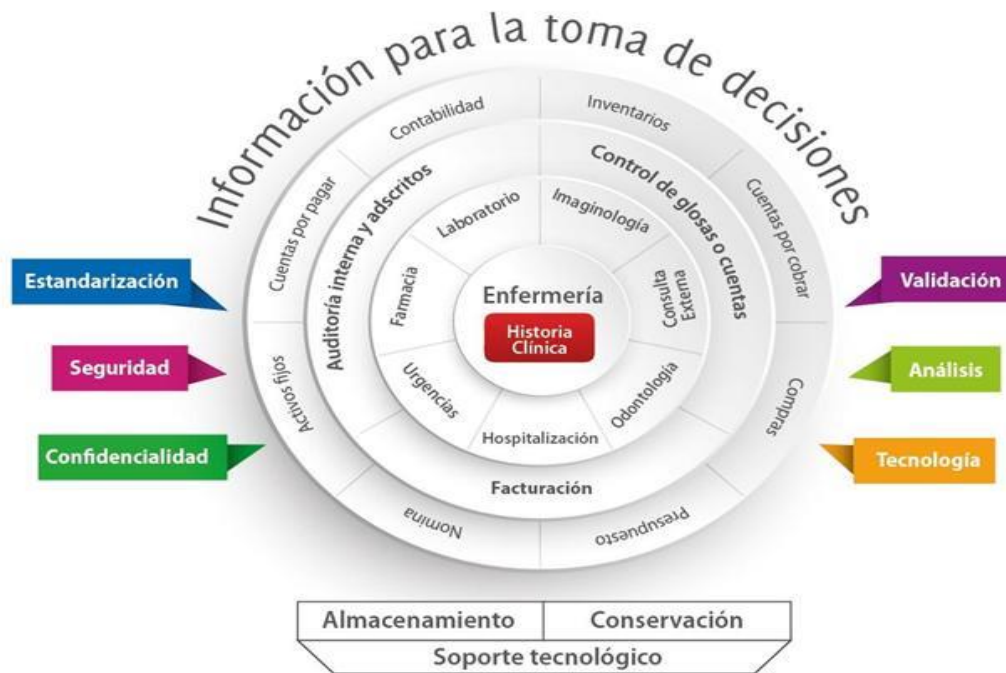 Información para la toma de decisiones
Contabilidad
Inventarios
Cuentas por pagar
Cuentas por cobrar
Activos fijos
Compras
Nomina
Presupuesto
Auditoría interna y adscritos
Control de glosas o cuentas
Facturación
Laboratorio
Imaginología
Farmacia
Consulta
Externa
Urgencias
Odontología
Hospitalización
Enfermería
Historia
Clínica
Estandarización
Seguridad
Confidencialidad
Validación
Análisis
Tecnología
Almacenamiento
Conservación
Soporte tecnológico